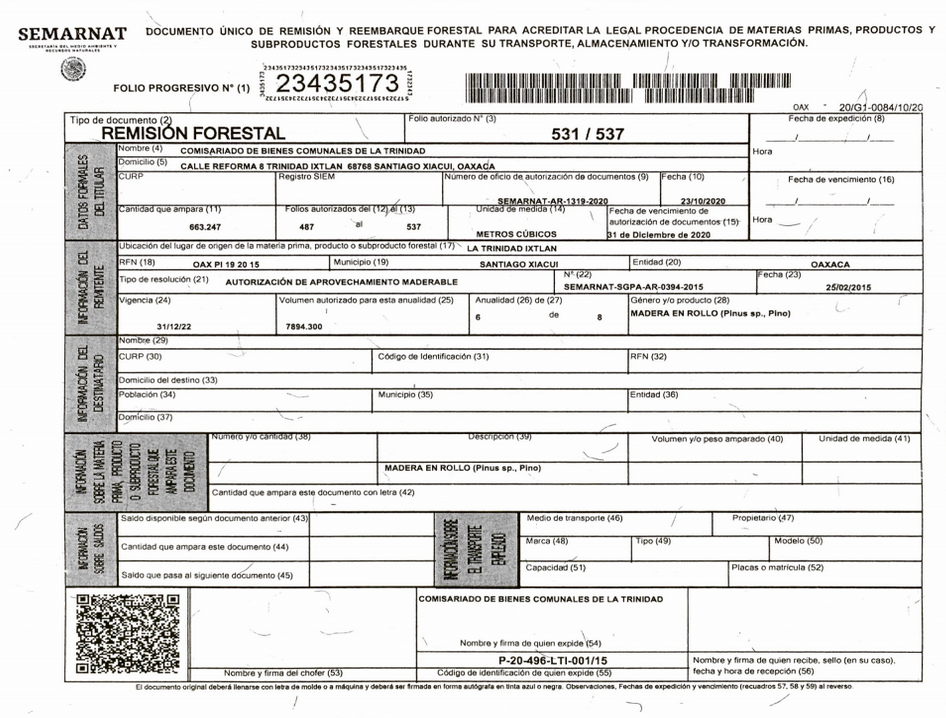 SEMARNAT
SECRETARÍA DEL MEDIO AMBIENTE Y
RECURSOS NATURALES
DOCUMENTO ÚNICO DE REMISIÓN Y REEMBARQUE FORESTAL PARA ACREDITAR LA LEGAL PROCEDENCIA DE MATERIAS PRIMAS, PRODUCTOS Y
SUBPRODUCTOS FORESTALES DURANTE SU TRANSPORTE, ALMACENAMIENTO Y/O TRANSFORMACIÓN.
FOLIO PROGRESIVO N° (1)
23435173
OAX - 20/G1-0084/10/20
Tipo de documento (2)
REMISIÓN FORESTAL
Folio autorizado N° (3)
531 / 537
Fecha de expedición (8)
___/___/___
Hora
DATOS FORMALES
DEL TITULAR
Nombre (4) COMISARIADO DE BIENES COMUNALES DE LA TRINIDAD
Domicilio (5) CALLE REFORMA 8 TRINIDAD IXTLAN 68768 SANTIAGO XIACUI, OAXACA
CURP
Registro SIEM
Número de oficio de autorización de documentos (9)
SEMARNAT-AR-1319-2020
Fecha (10)
23/10/2020
Fecha de vencimiento (16)
___/___/___
Hora
Cantidad que ampara (11)
663.247
Folios autorizados del (12) al (13)
487 al 537
Unidad de medida (14)
METROS CÚBICOS
Fecha de vencimiento de
autorización de documentos (15)
31 de Diciembre de 2020
INFORMACIÓN DEL
REMITENTE
Ubicación del lugar de origen de la materia prima, producto o subproducto forestal (17) LA TRINIDAD IXTLAN
RFN (18) OAX PI 19 20 15
Municipio (19) SANTIAGO XIACUI
Entidad (20) OAXACA
Tipo de resolución (21) AUTORIZACIÓN DE APROVECHAMIENTO MADERABLE
N° (22)
SEMARNAT-SGPA-AR-0394-2015
Fecha (23)
25/02/2015
Vigencia (24)
31/12/22
Volumen autorizado para esta anualidad (25)
7894.300
Anualidad (26) de (27)
6 de 8
Género y/o producto (28)
MADERA EN ROLLO (Pinus sp., Pino)
INFORMACIÓN DEL
DESTINATARIO
Nombre (29)
CURP (30)
Código de Identificación (31)
RFN (32)
Domicilio del destino (33)
Población (34)
Municipio (35)
Entidad (36)
Domicilio (37)
INFORMACIÓN
SOBRE LA MATERIA
PRIMA, PRODUCTO
O SUBPRODUCTO
FORESTAL QUE
AMPARA ESTE
DOCUMENTO
Número y/o cantidad (38)
Descripción (39)
Volumen y/o peso amparado (40)
Unidad de medida (41)
MADERA EN ROLLO (Pinus sp., Pino)
Cantidad que ampara este documento con letra (42)
INFORMACIÓN
SOBRE SALDOS
Saldo disponible según documento anterior (43)
Cantidad que ampara este documento (44)
Saldo que pasa al siguiente documento (45)
INFORMACIÓN SOBRE
EL TRANSPORTE
EMPLEADO
Medio de transporte (46)
Propietario (47)
Marca (48)
Tipo (49)
Modelo (50)
Capacidad (51)
Placas o matrícula (52)
COMISARIADO DE BIENES COMUNALES DE LA TRINIDAD
Nombre y firma de quien expide (54)
P-20-496-LTI-001/15
Nombre y firma del chofer (53)
Código de identificación de quien expide (55)
Nombre y firma de quien recibe, sello (en su caso),
fecha y hora de recepción (56)
El documento original deberá llenarse con letra de molde o a máquina y deberá ser firmada en forma autógrafa en tinta azul o negra. Observaciones, Fechas de expedición y vencimiento (recuadros 57, 58 y 59) al reverso